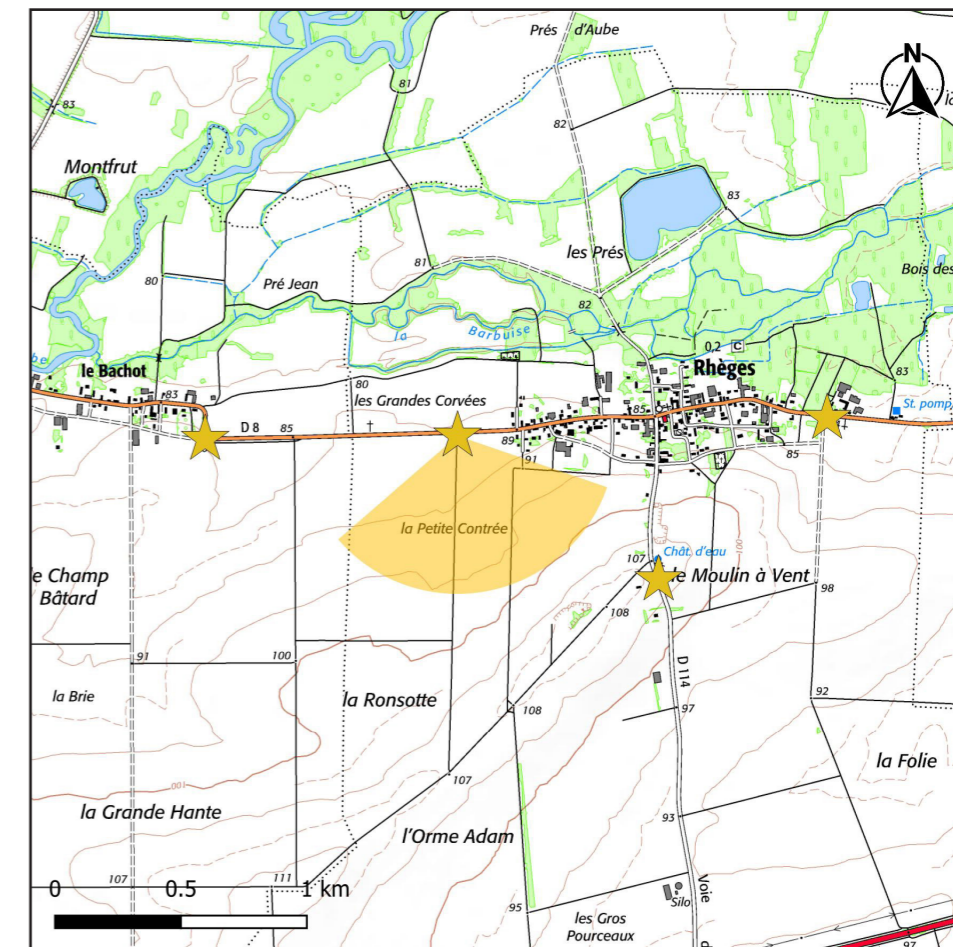 Prés d'Aube
N
81
83
82
Montfrut
83
les Prés
81
80
Pré Jean
82
Bois des
la
Barbuise
0,2
C
le Bachot
Rhèges
80
83
83
les Grandes Corvées
85
St. pomp
D 8
85
89
91
85
la Petite Contrée
100
Chât. d'eau
107
le Champ
Bâtard
le Moulin à Vent
98
108
91
100
D 114
la Brie
la Ronsotte
92
108
97
la Folie
107
100
la Grande Hante
93
l'Orme Adam
Voie
0
0.5
1 km
107
111
Silo
95
les Gros
Pourceaux
97